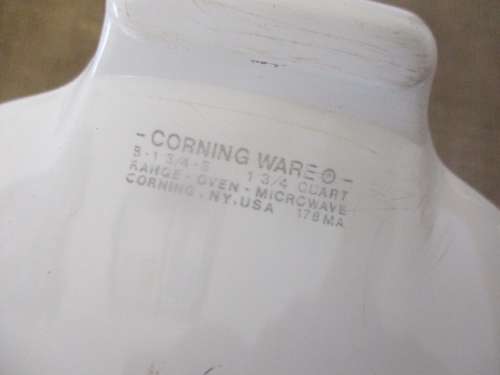 - CORNING WARE ® -
B-1 3/4-B 1 3/4 QUART
RANGE - OVEN - MICROWAVE
CORNING - NY. USA 178 MA